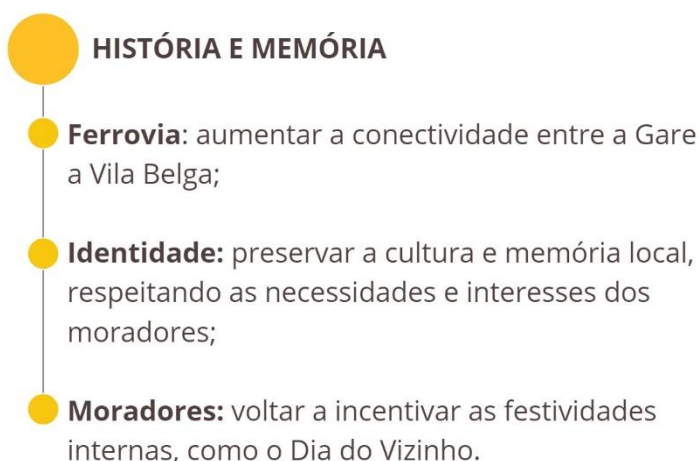 HISTÓRIA E MEMÓRIA
Ferrovia: aumentar a conectividade entre a Gare
a Vila Belga;
Identidade: preservar a cultura e memória local,
respeitando as necessidades e interesses dos
moradores;
Moradores: voltar a incentivar as festividades
internas, como o Dia do Vizinho.